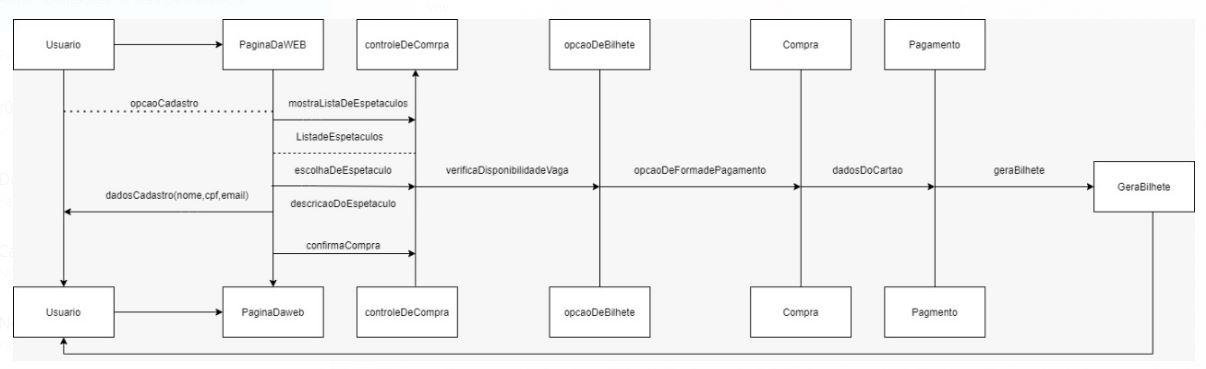 Usuario
PaginaDaWEB
controleDeComrpa
opcaoDeBilhete
Compra
Pagamento
opcaoCadastro
mostraListaDeEspetaculos
ListadeEspetaculos
escolhaDeEspetaculo
verificaDisponibilidadeVaga
opcaoDeFormadePagamento
dadosDoCartao
geraBilhete
GeraBilhete
dadosCadastro(nome,cpf,email)
descricaoDoEspetaculo
confirmaCompra
Usuario
PaginaDaweb
controleDeCompra
opcaoDeBilhete
Compra
Pagmento